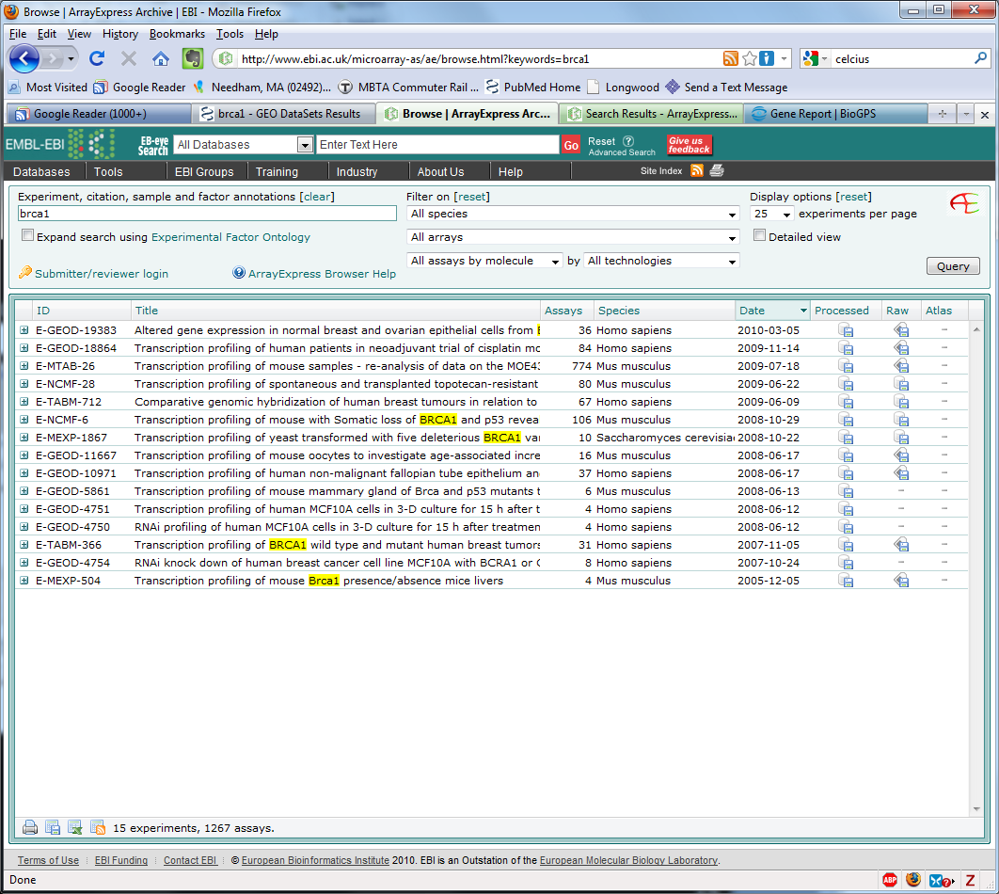 Browse | ArrayExpress Archive | EBI - Mozilla Firefox
File Edit View History Bookmarks Tools Help
http://www.ebi.ac.uk/microarray-as/ae/browse.html?keywords=brca1 celcius
Most Visited Google Reader Needham, MA (02492)... MBTA Commuter Rail ... PubMed Home Longwood Send a Text Message
Google Reader (1000+) brca1 - GEO DataSets Results Browse | ArrayExpress Arc... Search Results - ArrayExpress... Gene Report | BioGPS
EMBL-EBI EB-eye Search All Databases Enter Text Here Go Reset ? Advanced Search Give us feedback
Databases Tools EBI Groups Training Industry About Us Help Site Index
Experiment, citation, sample and factor annotations [clear] Filter on [reset] Display options [reset]
brca1 All species 25 experiments per page
Expand search using Experimental Factor Ontology All arrays Detailed view
All assays by molecule by All technologies
Submitter/reviewer login ArrayExpress Browser Help Query
ID Title Assays Species Date Processed Raw Atlas
E-GEOD-19383 Altered gene expression in normal breast and ovarian epithelial cells from 36 Homo sapiens 2010-03-05 –
E-GEOD-18864 Transcription profiling of human patients in neoadjuvant trial of cisplatin mo 84 Homo sapiens 2009-11-14 –
E-MTAB-26 Transcription profiling of mouse samples - re-analysis of data on the MOE43 774 Mus musculus 2009-07-18 –
E-NCMF-28 Transcription profiling of spontaneous and transplanted topotecan-resistant 80 Mus musculus 2009-06-22 –
E-TABM-712 Comparative genomic hybridization of human breast tumours in relation to 67 Homo sapiens 2009-06-09 –
E-NCMF-6 Transcription profiling of mouse with Somatic loss of BRCA1 and p53 revea 106 Mus musculus 2008-10-29 –
E-MEXP-1867 Transcription profiling of yeast transformed with five deleterious BRCA1 va 10 Saccharomyces cerevisia 2008-10-22 –
E-GEOD-11667 Transcription profiling of mouse oocytes to investigate age-associated incre 16 Mus musculus 2008-06-17 –
E-GEOD-10971 Transcription profiling of human non-malignant fallopian tube epithelium an 37 Homo sapiens 2008-06-17 –
E-GEOD-5861 Transcription profiling of mouse mammary gland of Brca and p53 mutants t 6 Mus musculus 2008-06-13 – –
E-GEOD-4751 Transcription profiling of human MCF10A cells in 3-D culture for 15 h after t 4 Homo sapiens 2008-06-12 – –
E-GEOD-4750 RNAi profiling of human MCF10A cells in 3-D culture for 15 h after treatmen 4 Homo sapiens 2008-06-12 – –
E-TABM-366 Transcription profiling of BRCA1 wild type and mutant human breast tumors 31 Homo sapiens 2007-11-05 –
E-GEOD-4754 RNAi knock down of human breast cancer cell line MCF10A with BCRA1 or 8 Homo sapiens 2007-10-24 – –
E-MEXP-504 Transcription profiling of mouse Brca1 presence/absence mice livers 4 Mus musculus 2005-12-05 –
15 experiments, 1267 assays.
Terms of Use EBI Funding Contact EBI © European Bioinformatics Institute 2010. EBI is an Outstation of the European Molecular Biology Laboratory.
Done ABP Z